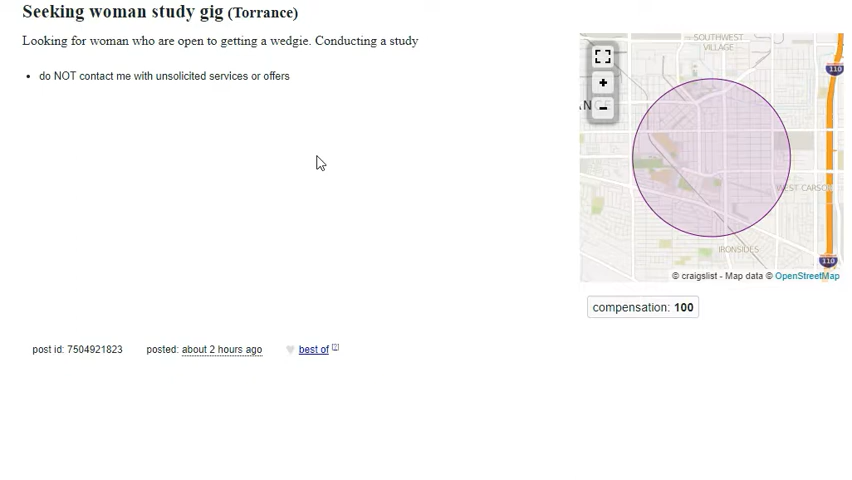 Seeking woman study gig (Torrance)
Looking for woman who are open to getting a wedgie. Conducting a study
• do NOT contact me with unsolicited services or offers
SOUTHWEST
VILLAGE
110
+
ANCE
−
WEST CARSO
IRONSIDES
110
© craigslist - Map data © OpenStreetMap
compensation: 100
post id: 7504921823 posted: about 2 hours ago ♥ best of [?]